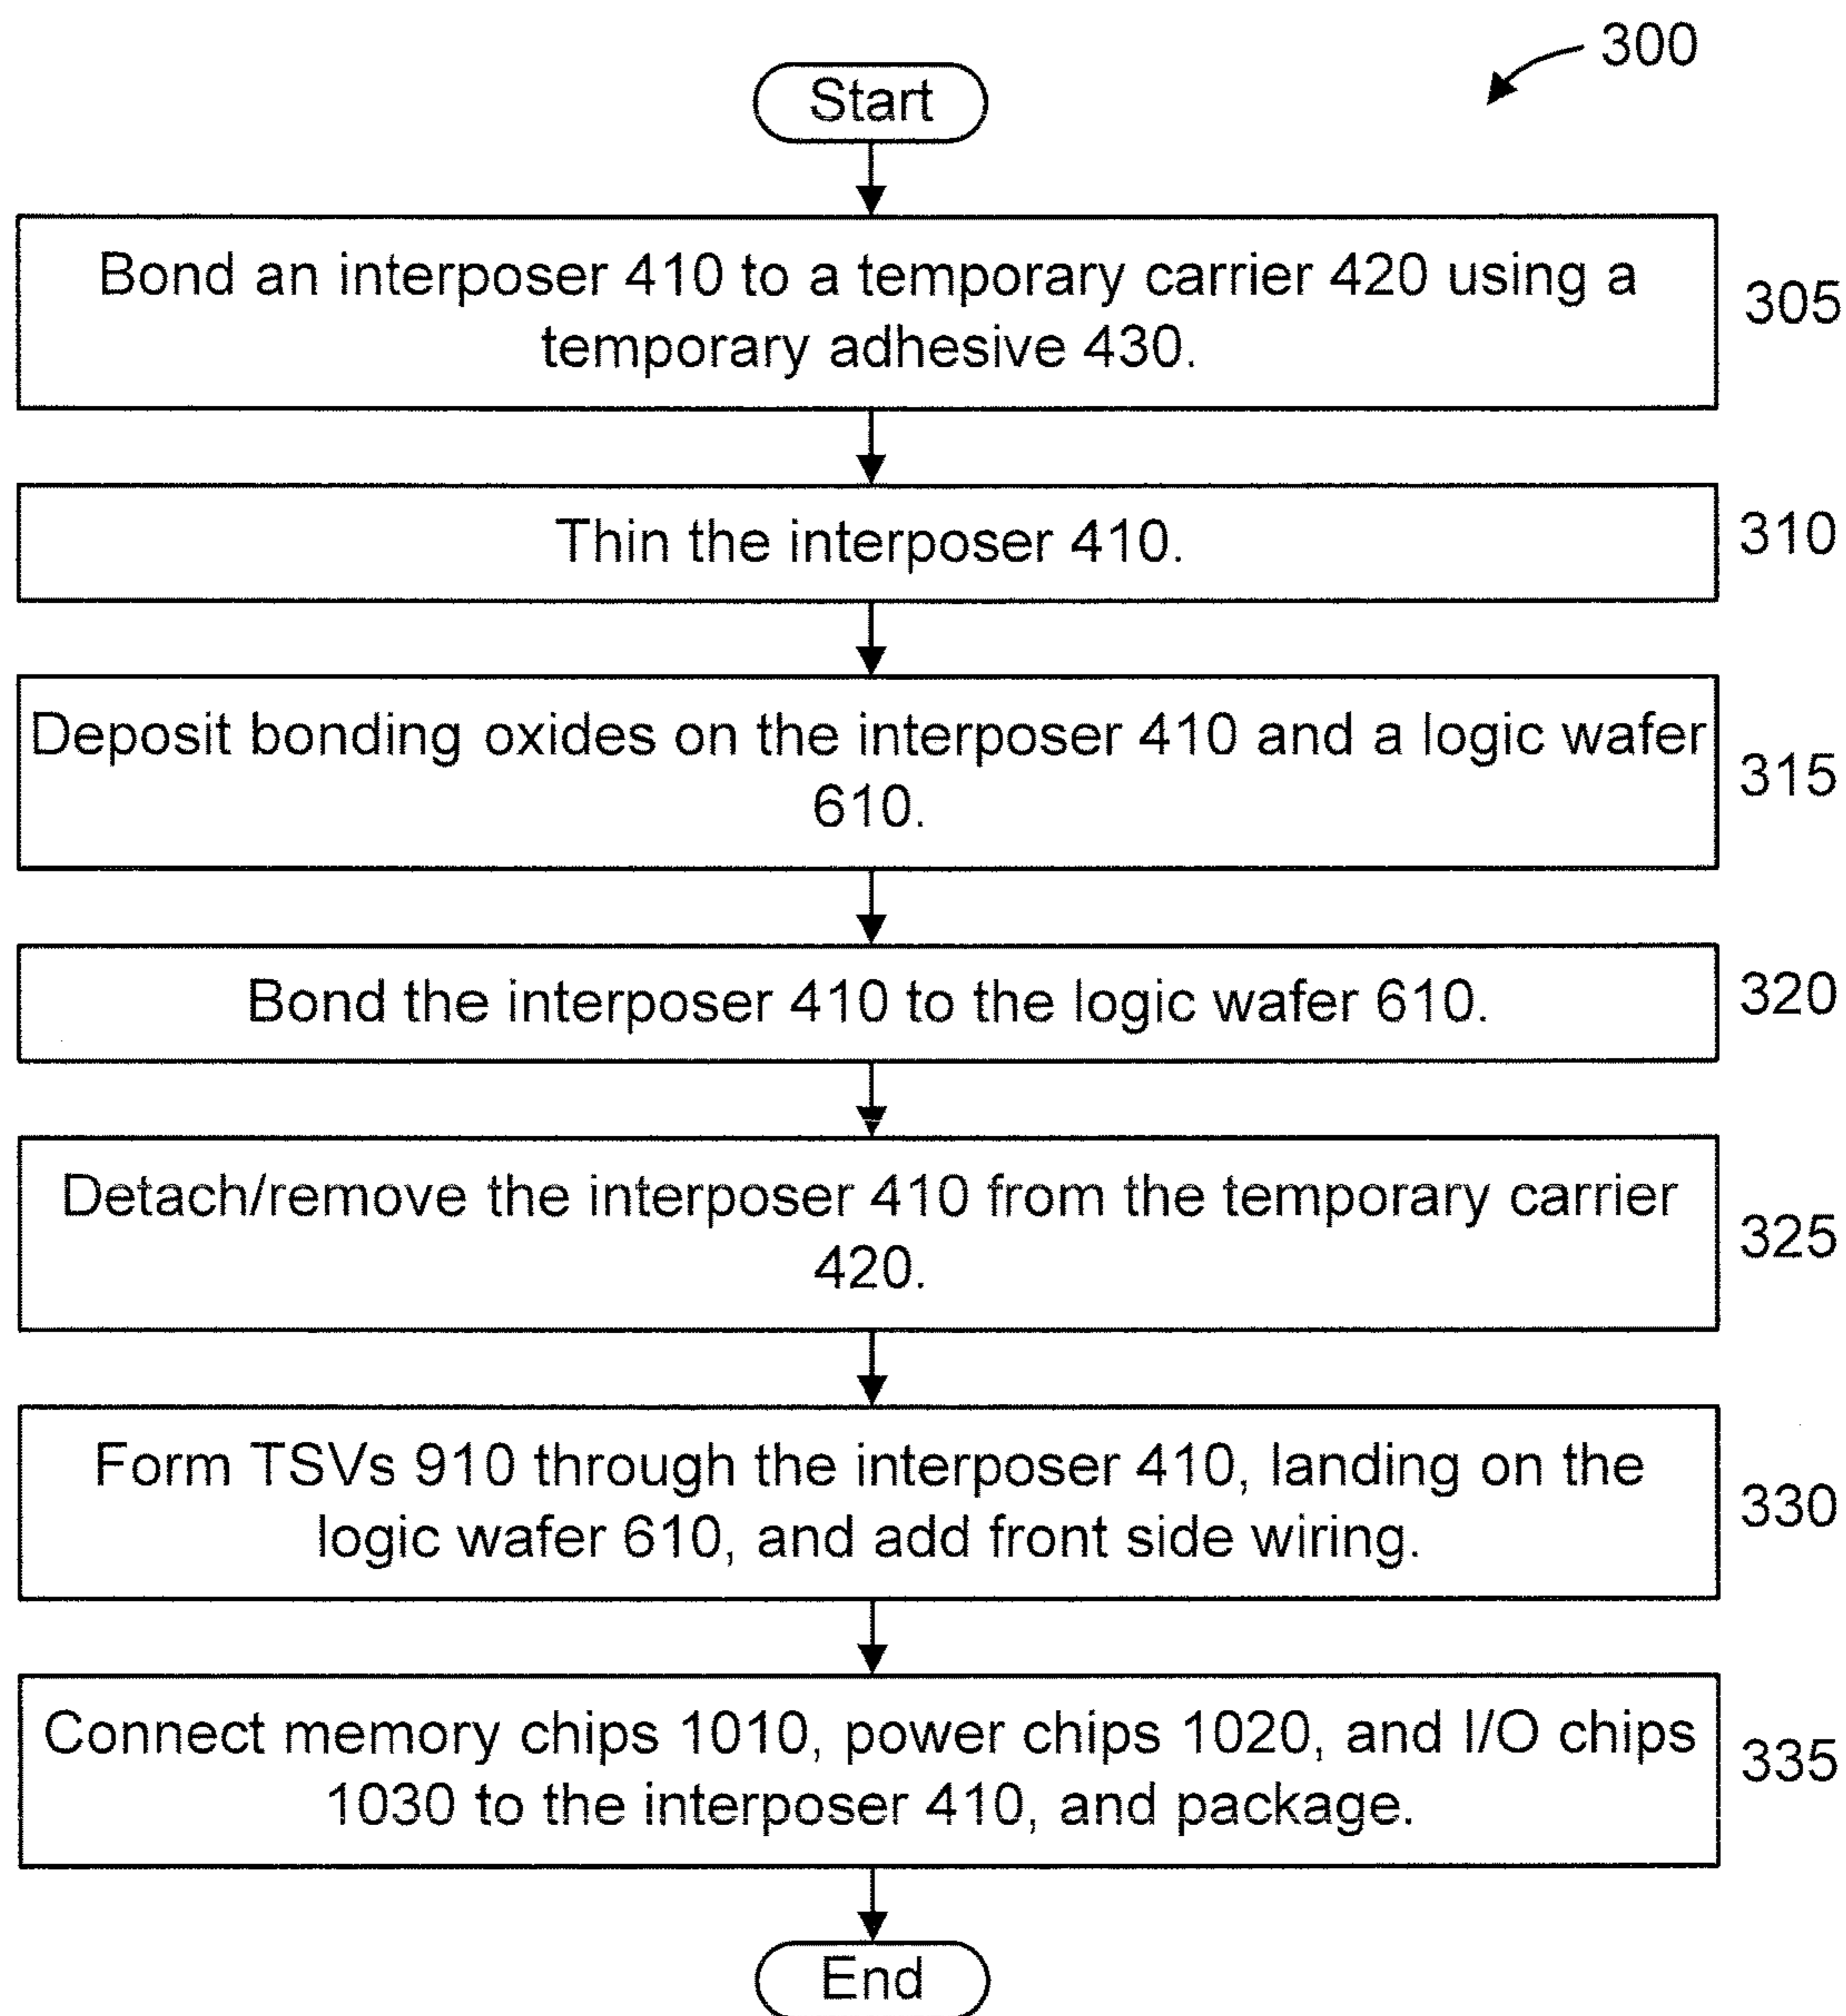 300
Start
Bond an interposer 410 to a temporary carrier 420 using a
temporary adhesive 430.
305
Thin the interposer 410.
310
Deposit bonding oxides on the interposer 410 and a logic wafer
610.
315
Bond the interposer 410 to the logic wafer 610.
320
Detach/remove the interposer 410 from the temporary carrier
420.
325
Form TSVs 910 through the interposer 410, landing on the
logic wafer 610, and add front side wiring.
330
Connect memory chips 1010, power chips 1020, and I/O chips
1030 to the interposer 410, and package.
335
End